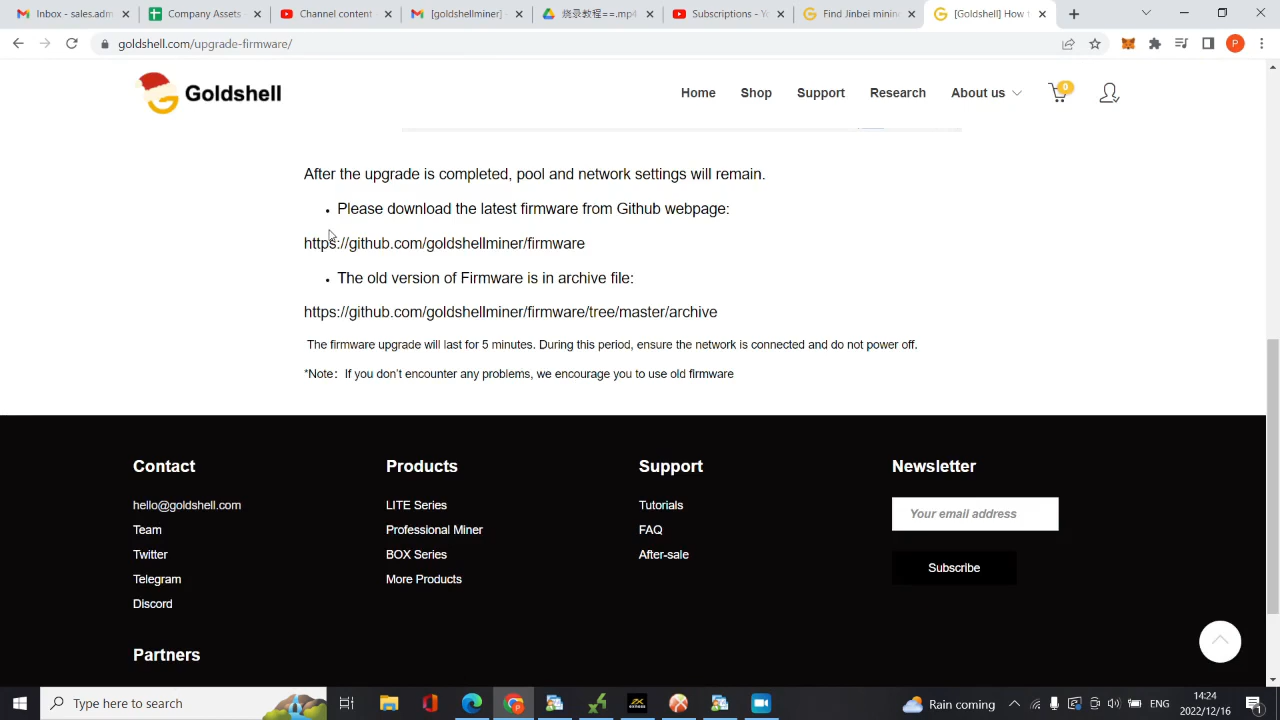 Inbox - sales.adm
Company Assets
Channel content
[goldshellminer]
烧录教程==.mp4
Subscriptions - Yo
Find Jinbei minin
[Goldshell] How t
goldshell.com/upgrade-firmware/
P
Goldshell
Home
Shop
Support
Research
About us
0
After the upgrade is completed, pool and network settings will remain.
• Please download the latest firmware from Github webpage:
https://github.com/goldshellminer/firmware
• The old version of Firmware is in archive file:
https://github.com/goldshellminer/firmware/tree/master/archive
The firmware upgrade will last for 5 minutes. During this period, ensure the network is connected and do not power off.
*Note：If you don't encounter any problems, we encourage you to use old firmware
Contact
hello@goldshell.com
Team
Twitter
Telegram
Discord
Partners
Products
LITE Series
Professional Miner
BOX Series
More Products
Support
Tutorials
FAQ
After-sale
Newsletter
Your email address
Subscribe
Type here to search
Rain coming
ENG
14:24
2022/12/16